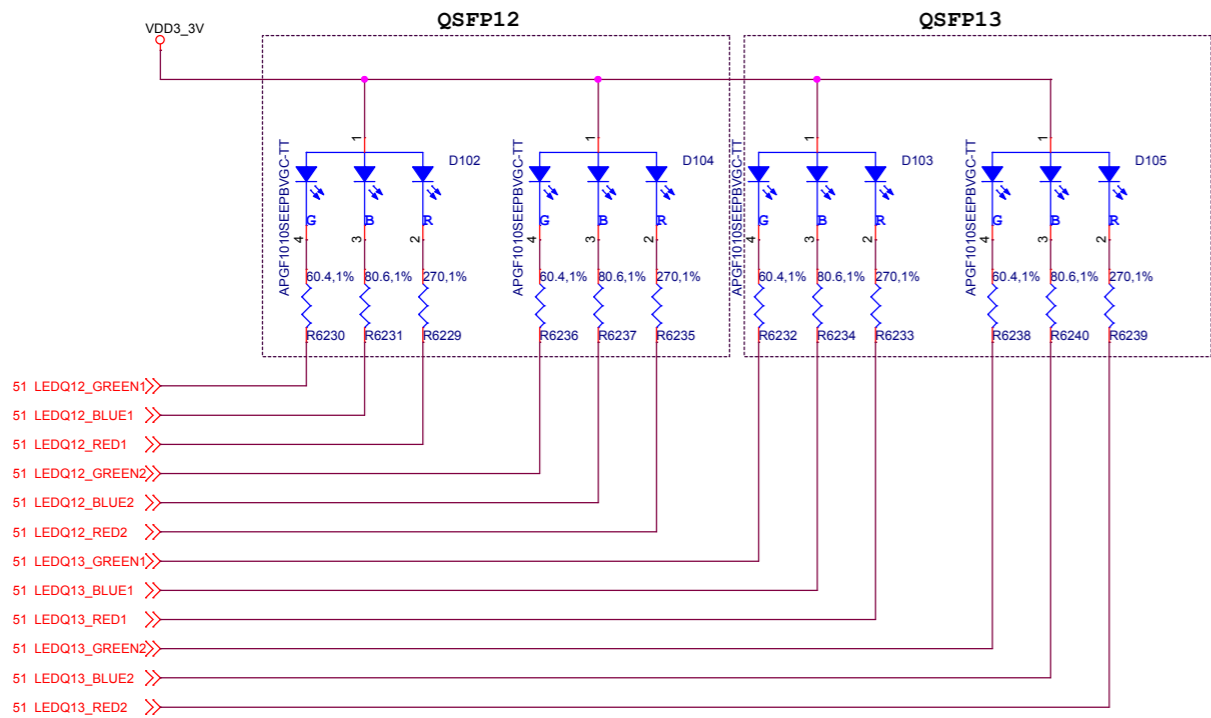 QSFP12 QSFP13
VDD3_3V
1 1 1 1
D102 D104 D103 D105
APGF1010SEEPBVGC-TT APGF1010SEEPBVGC-TT APGF1010SEEPBVGC-TT APGF1010SEEPBVGC-TT
G B R G B R G B R G B R
4 3 2 4 3 2 4 3 2 4 3 2
60.4,1% 80.6,1% 270,1% 60.4,1% 80.6,1% 270,1% 60.4,1% 80.6,1% 270,1% 60.4,1% 80.6,1% 270,1%
R6230 R6231 R6229 R6236 R6237 R6235 R6232 R6234 R6233 R6238 R6240 R6239
51 LEDQ12_GREEN1
51 LEDQ12_BLUE1
51 LEDQ12_RED1
51 LEDQ12_GREEN2
51 LEDQ12_BLUE2
51 LEDQ12_RED2
51 LEDQ13_GREEN1
51 LEDQ13_BLUE1
51 LEDQ13_RED1
51 LEDQ13_GREEN2
51 LEDQ13_BLUE2
51 LEDQ13_RED2